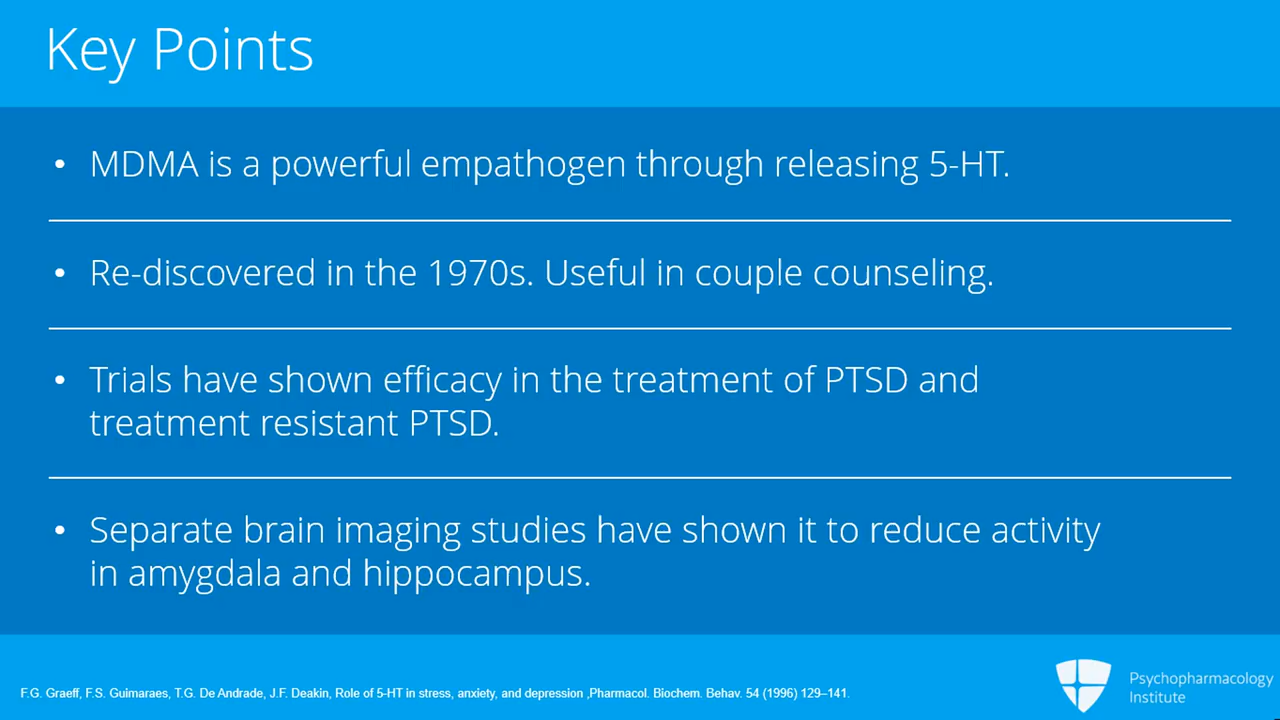 Key Points
• MDMA is a powerful empathogen through releasing 5-HT.
• Re-discovered in the 1970s. Useful in couple counseling.
• Trials have shown efficacy in the treatment of PTSD and
treatment resistant PTSD.
• Separate brain imaging studies have shown it to reduce activity
in amygdala and hippocampus.
F.G. Graeff, F.S. Guimaraes, T.G. De Andrade, J.F. Deakin, Role of 5-HT in stress, anxiety, and depression ,Pharmacol. Biochem. Behav. 54 (1996) 129–141.
Psychopharmacology
Institute